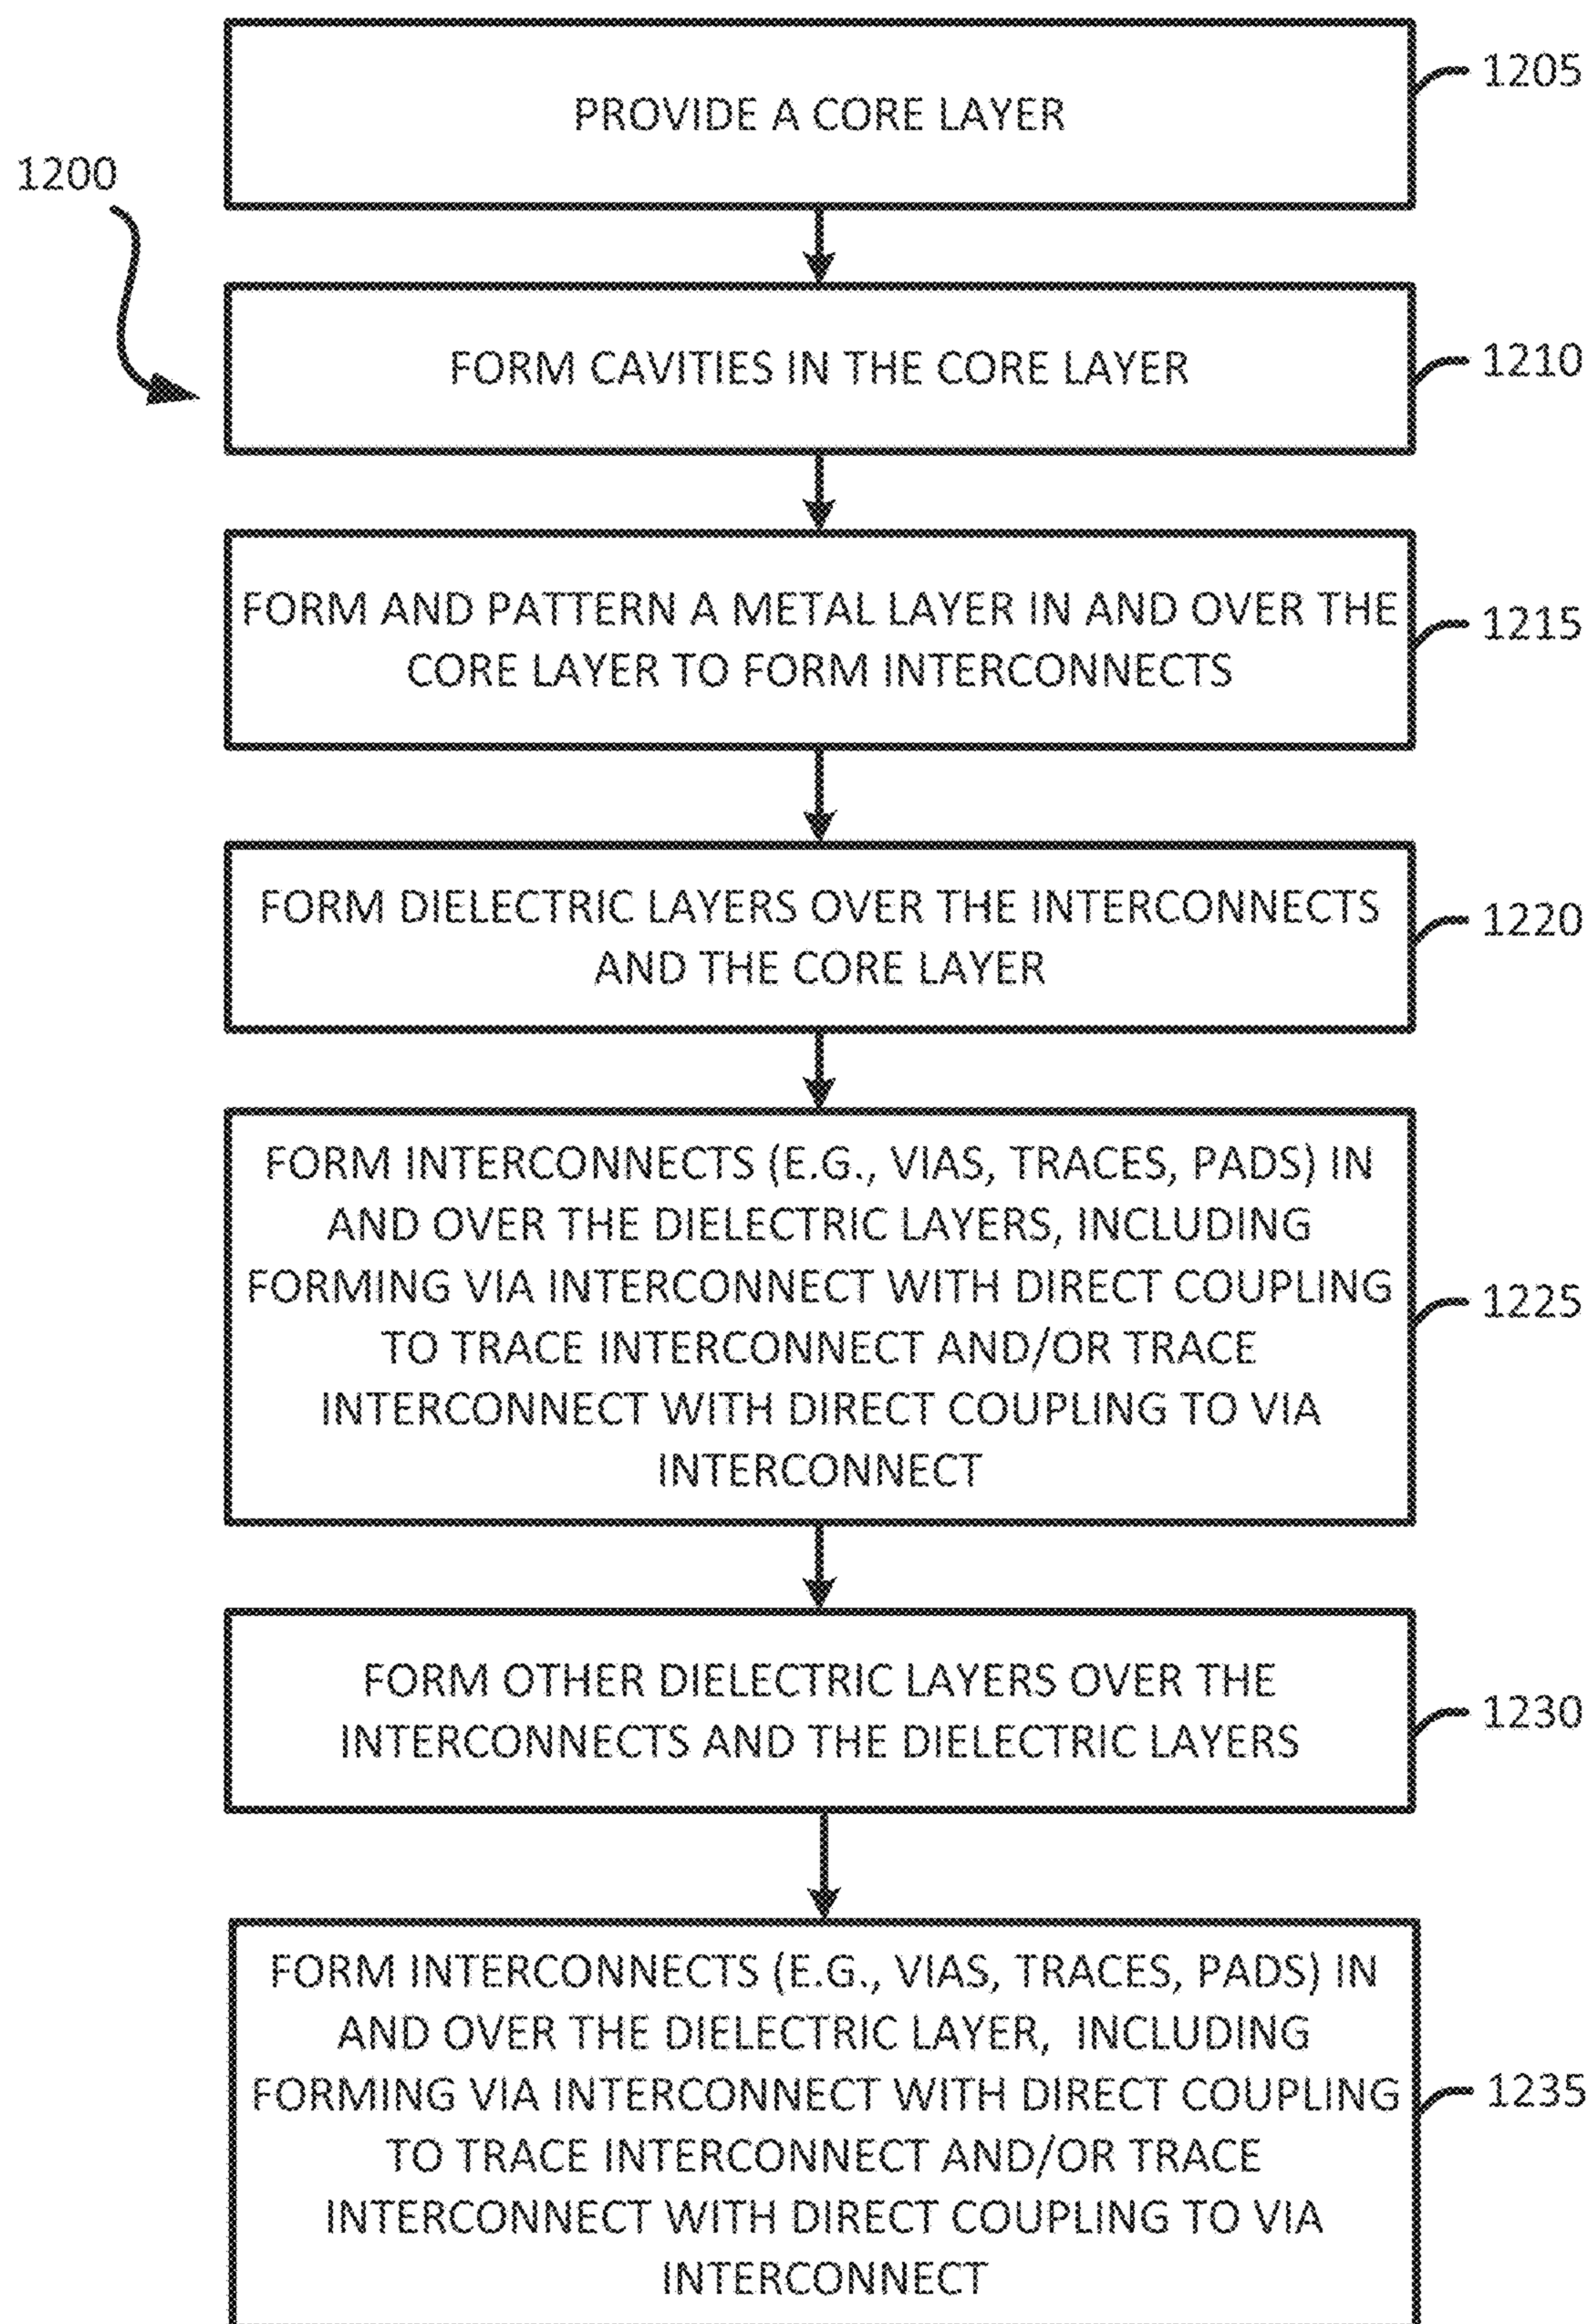 PROVIDE A CORE LAYER
1205
1200
FORM CAVITIES IN THE CORE LAYER
1210
FORM AND PATTERN A METAL LAYER IN AND OVER THE
CORE LAYER TO FORM INTERCONNECTS
1215
FORM DIELECTRIC LAYERS OVER THE INTERCONNECTS
AND THE CORE LAYER
1220
FORM INTERCONNECTS (E.G., VIAS, TRACES, PADS) IN
AND OVER THE DIELECTRIC LAYERS, INCLUDING
FORMING VIA INTERCONNECT WITH DIRECT COUPLING
TO TRACE INTERCONNECT AND/OR TRACE
INTERCONNECT WITH DIRECT COUPLING TO VIA
INTERCONNECT
1225
FORM OTHER DIELECTRIC LAYERS OVER THE
INTERCONNECTS AND THE DIELECTRIC LAYERS
1230
FORM INTERCONNECTS (E.G., VIAS, TRACES, PADS) IN
AND OVER THE DIELECTRIC LAYER, INCLUDING
FORMING VIA INTERCONNECT WITH DIRECT COUPLING
TO TRACE INTERCONNECT AND/OR TRACE
INTERCONNECT WITH DIRECT COUPLING TO VIA
INTERCONNECT
1235